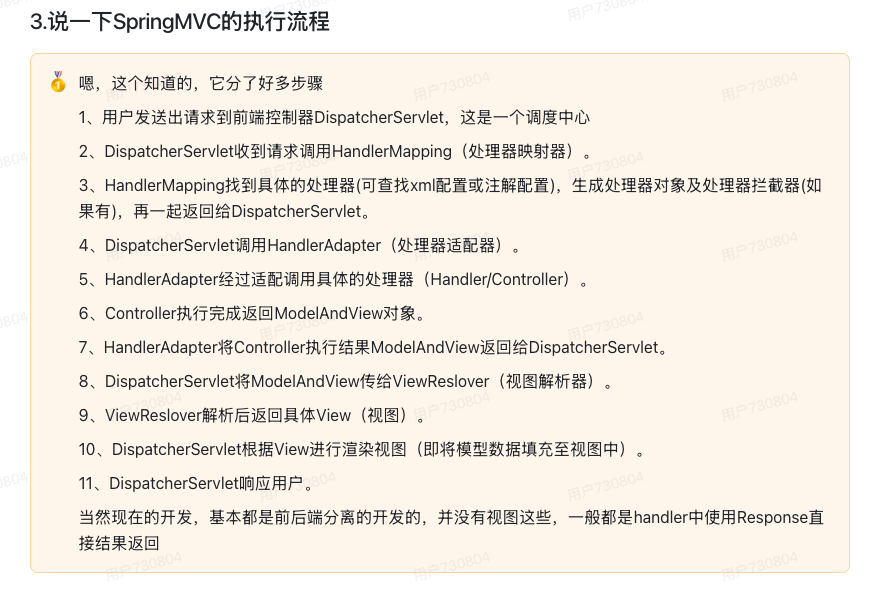 3.说一下SpringMVC的执行流程
嗯，这个知道的，它分了好多步骤
1、用户发送出请求到前端控制器DispatcherServlet，这是一个调度中心
2、DispatcherServlet收到请求调用HandlerMapping（处理器映射器）。
3、HandlerMapping找到具体的处理器(可查找xml配置或注解配置)，生成处理器对象及处理器拦截器(如
果有)，再一起返回给DispatcherServlet。
4、DispatcherServlet调用HandlerAdapter（处理器适配器）。
5、HandlerAdapter经过适配调用具体的处理器（Handler/Controller）。
6、Controller执行完成返回ModelAndView对象。
7、HandlerAdapter将Controller执行结果ModelAndView返回给DispatcherServlet。
8、DispatcherServlet将ModelAndView传给ViewReslover（视图解析器）。
9、ViewReslover解析后返回具体View（视图）。
10、DispatcherServlet根据View进行渲染视图（即将模型数据填充至视图中）。
11、DispatcherServlet响应用户。
当然现在的开发，基本都是前后端分离的开发的，并没有视图这些，一般都是handler中使用Response直
接结果返回
用户730804